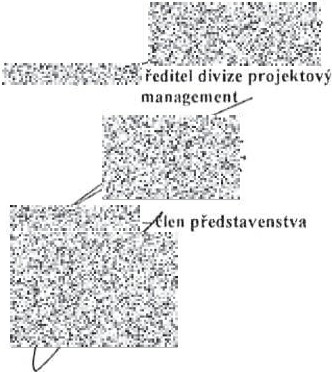 ředitel divize projektový
management
člen představenstva